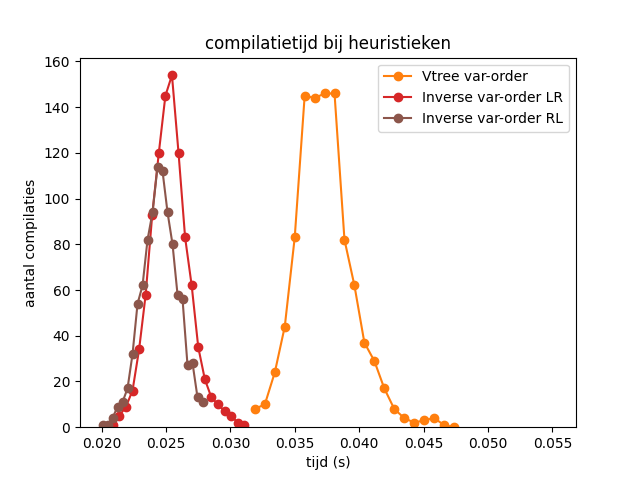 compilatietijd bij heuristieken
160
140
120
100
80
60
40
20
0
aantal compilaties
Vtree var-order
Inverse var-order LR
Inverse var-order RL
0.020 0.025 0.030 0.035 0.040 0.045 0.050 0.055
tijd (s)